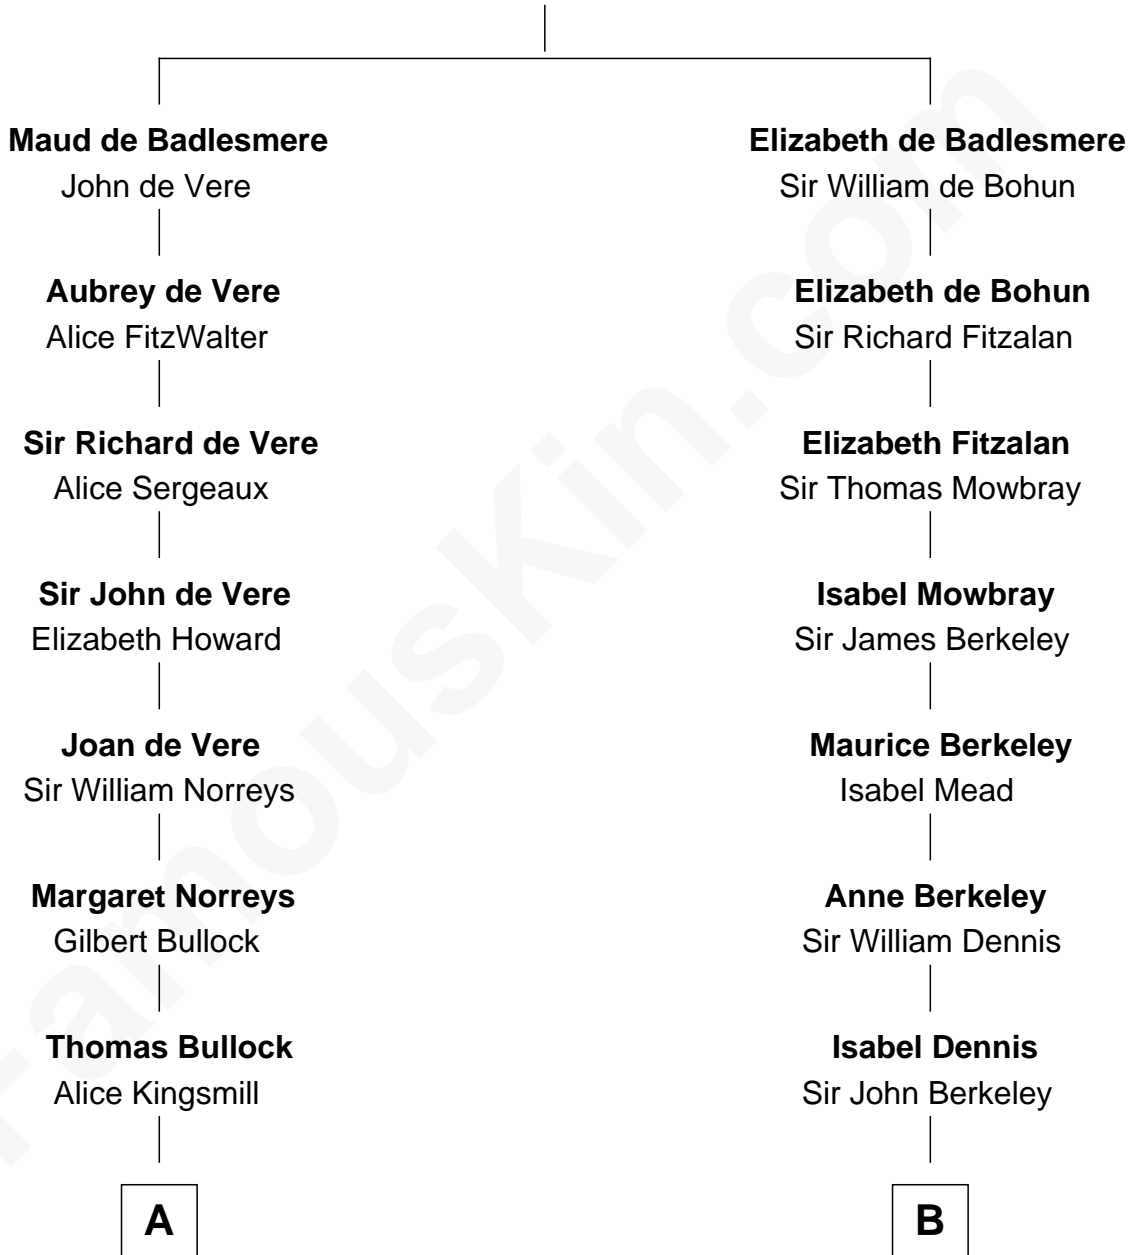 Maud de Badlesmere
John de Vere
Aubrey de Vere
Alice FitzWalter
Sir Richard de Vere
Alice Sergeaux
Sir John de Vere
Elizabeth Howard
Joan de Vere
Sir William Norreys
Margaret Norreys
Gilbert Bullock
Thomas Bullock
Alice Kingsmill
A
Elizabeth de Badlesmere
Sir William de Bohun
Elizabeth de Bohun
Sir Richard Fitzalan
Elizabeth Fitzalan
Sir Thomas Mowbray
Isabel Mowbray
Sir James Berkeley
Maurice Berkeley
Isabel Mead
Anne Berkeley
Sir William Dennis
Isabel Dennis
Sir John Berkeley
B
FamousKin.com